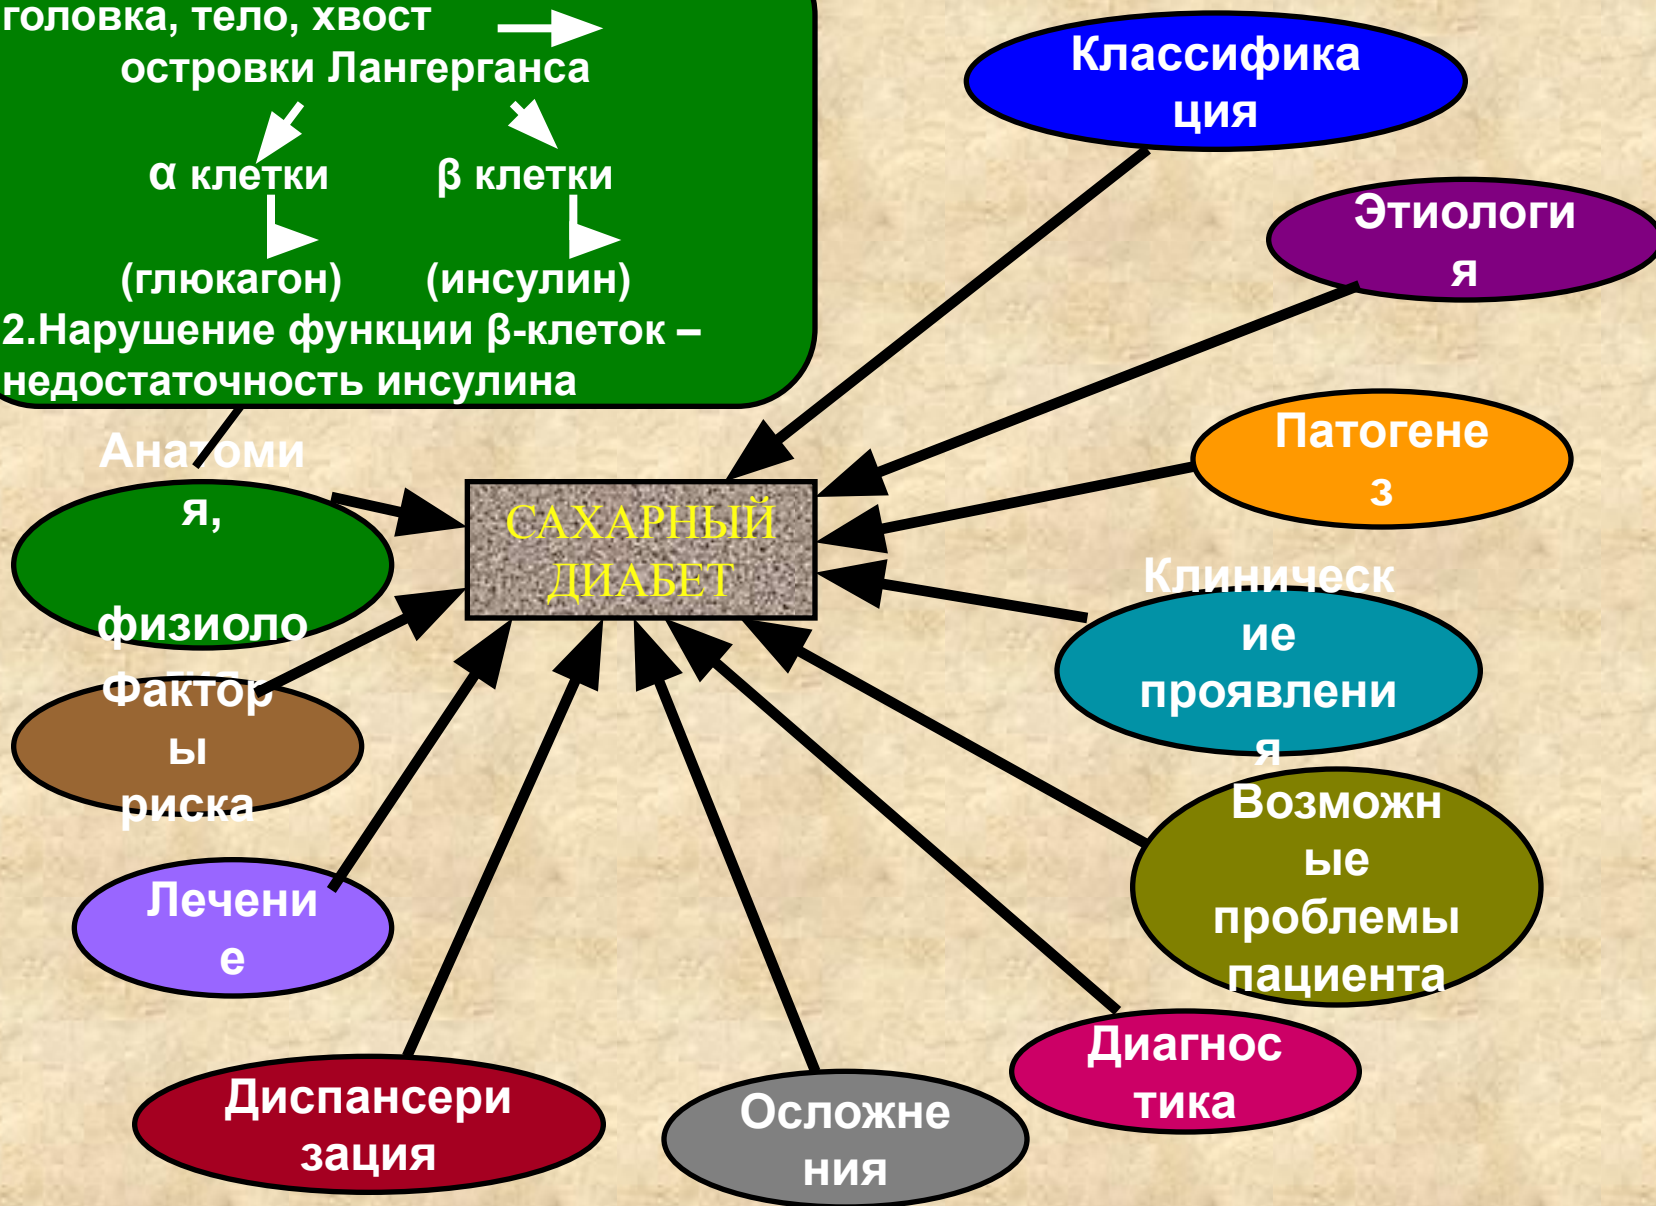 головка, тело, хвост
островки Лангерганса
α клетки β клетки
(глюкагон) (инсулин)
2.Нарушение функции β-клеток –
недостаточность инсулина
Классифика
ция
Этиологи
я
Патогене
з
Анатоми
я,
физиоло
САХАРНЫЙ
ДИАБЕТ
Клиническ
ие
проявлени
я
Фактор
ы
риска
Возможн
ые
проблемы
пациента
Лечени
е
Диагнос
тика
Диспансери
зация
Осложне
ния